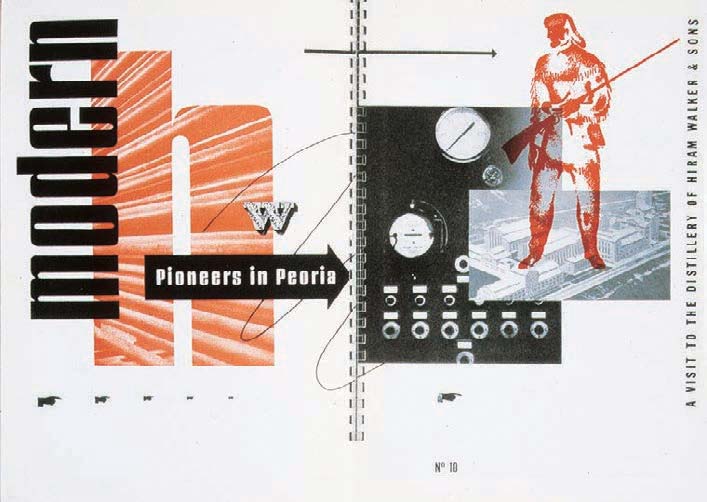 modern
h
W
Pioneers in Peoria
A VISIT TO THE DISTILLERY OF HIRAM WALKER & SONS
Nº 10